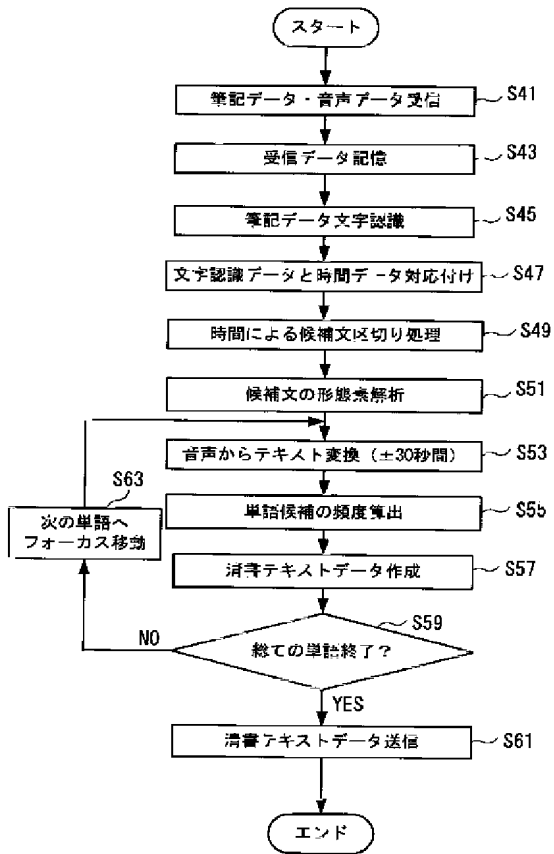 スタート
筆記データ・音声データ受信
S41
受信データ記憶
S43
筆記データ文字認識
S45
文字認識データと時間データ対応付け
S47
時間による候補文区切り処理
S49
候補文の形態素解析
S51
音声からテキスト変換(±30秒間)
S53
S63
次の単語へ
フォーカス移動
単語候補の頻度算出
S55
清書テキストデータ作成
S57
S59
NO
総ての単語終了?
YES
清書テキストデータ送信
S61
エンド